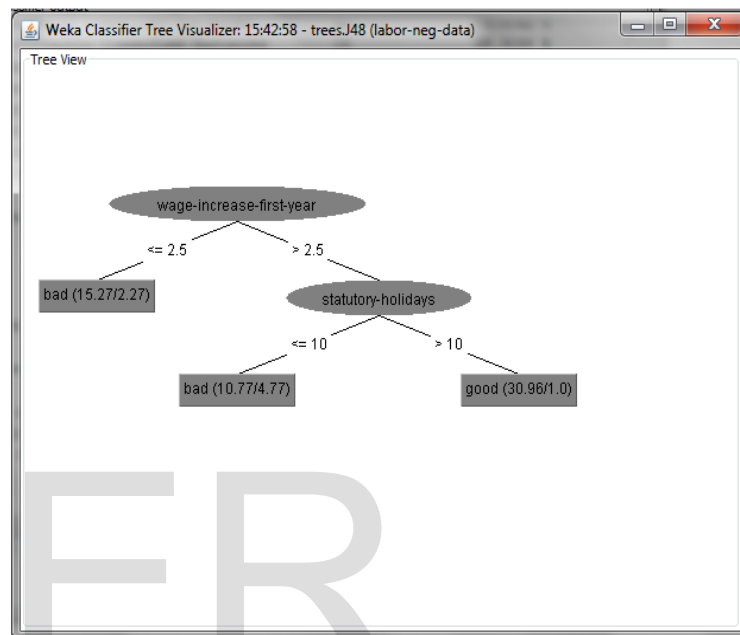 Weka Classifier Tree Visualizer: 15:42:58 - trees.J48 (labor-neg-data)
Tree View
wage-increase-first-year
<= 2.5 > 2.5
bad (15.27/2.27)
statutory-holidays
<= 10 > 10
bad (10.77/4.77) good (30.96/1.0)
ER